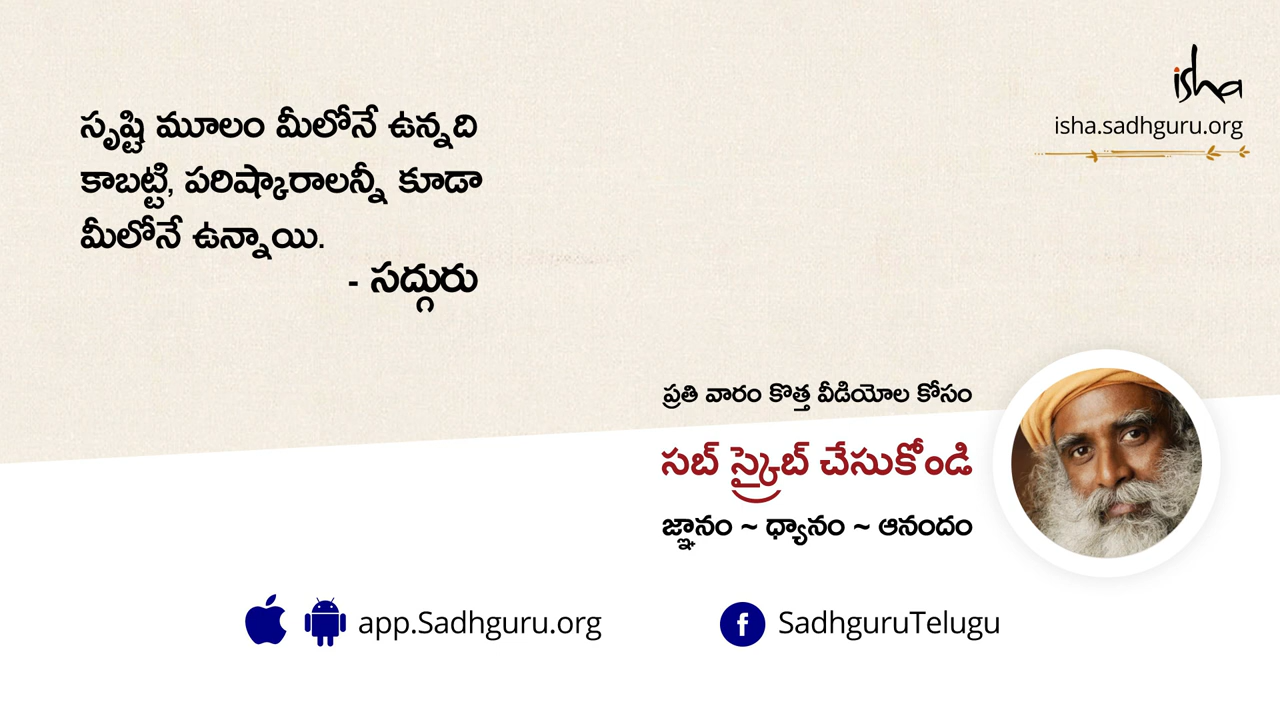 సృష్టి మూలం మీలోనే ఉన్నది
కాబట్టి, పరిష్కారాలన్నీ కూడా
మీలోనే ఉన్నాయి.
- సద్గురు
isha
isha.sadhguru.org
ప్రతి వారం కొత్త వీడియోల కోసం
సబ్ స్క్రైబ్ చేసుకోండి
జ్ఞానం ~ ధ్యానం ~ ఆనందం
app.Sadhguru.org
f SadhguruTelugu